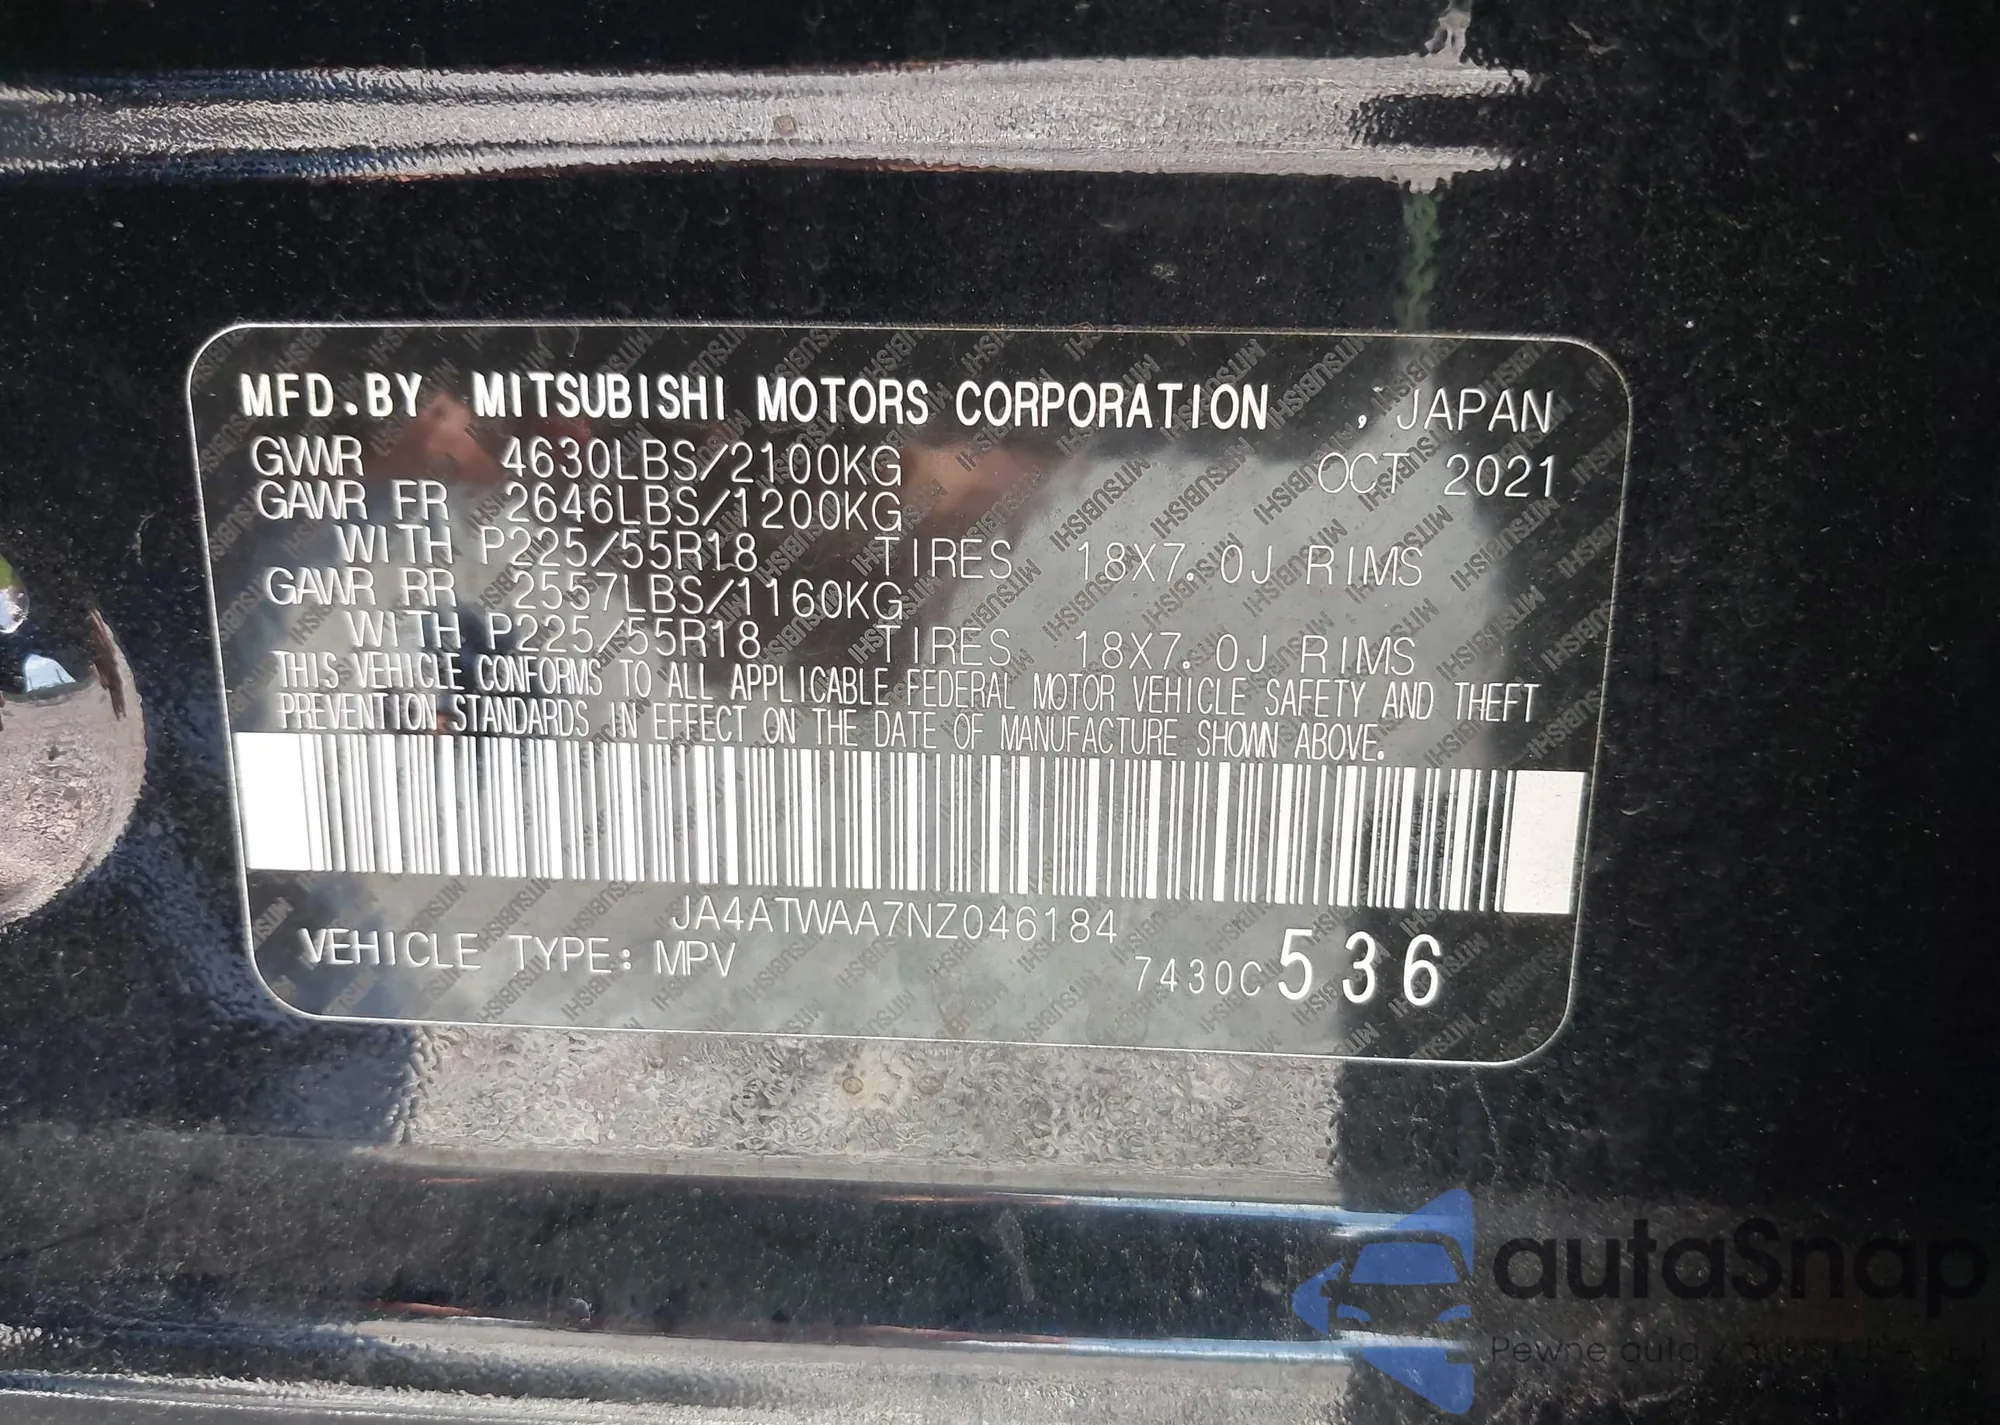 MFD.BY MITSUBISHI MOTORS CORPORATION , JAPAN
GVWR 4630LBS/2100KG OCT 2021
GAWR FR 2646LBS/1200KG
WITH P225/55R18 TIRES 18X7.0J RIMS
GAWR RR 2557LBS/1160KG
WITH P225/55R18 TIRES 18X7.0J RIMS
THIS VEHICLE CONFORMS TO ALL APPLICABLE FEDERAL MOTOR VEHICLE SAFETY AND THEFT
PREVENTION STANDARDS IN EFFECT ON THE DATE OF MANUFACTURE SHOWN ABOVE.
JA4ATWAA7NZ046184
VEHICLE TYPE: MPV 7430C 536
autaSnap
Pewne auta z